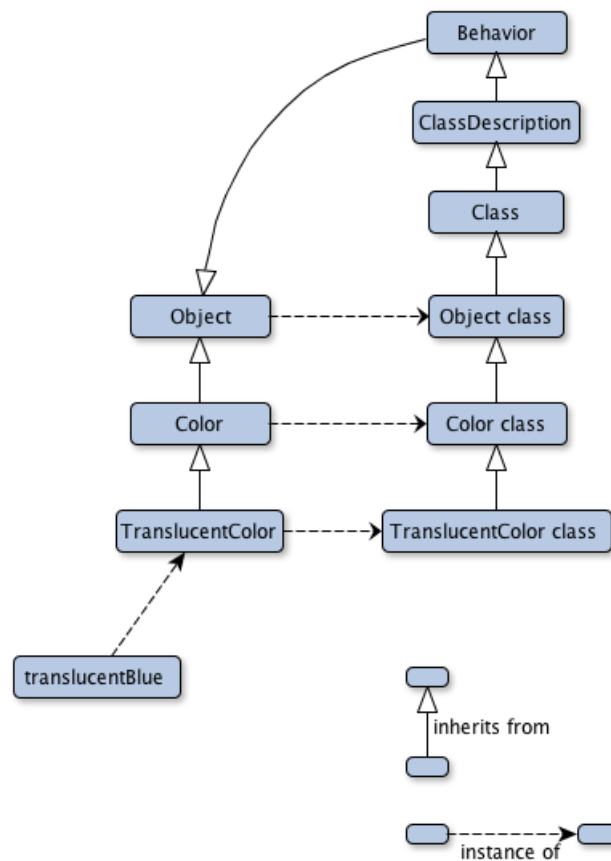 Behavior
ClassDescription
Class
Object
Object class
Color
Color class
TranslucentColor
TranslucentColor class
translucentBlue
inherits from
instance of